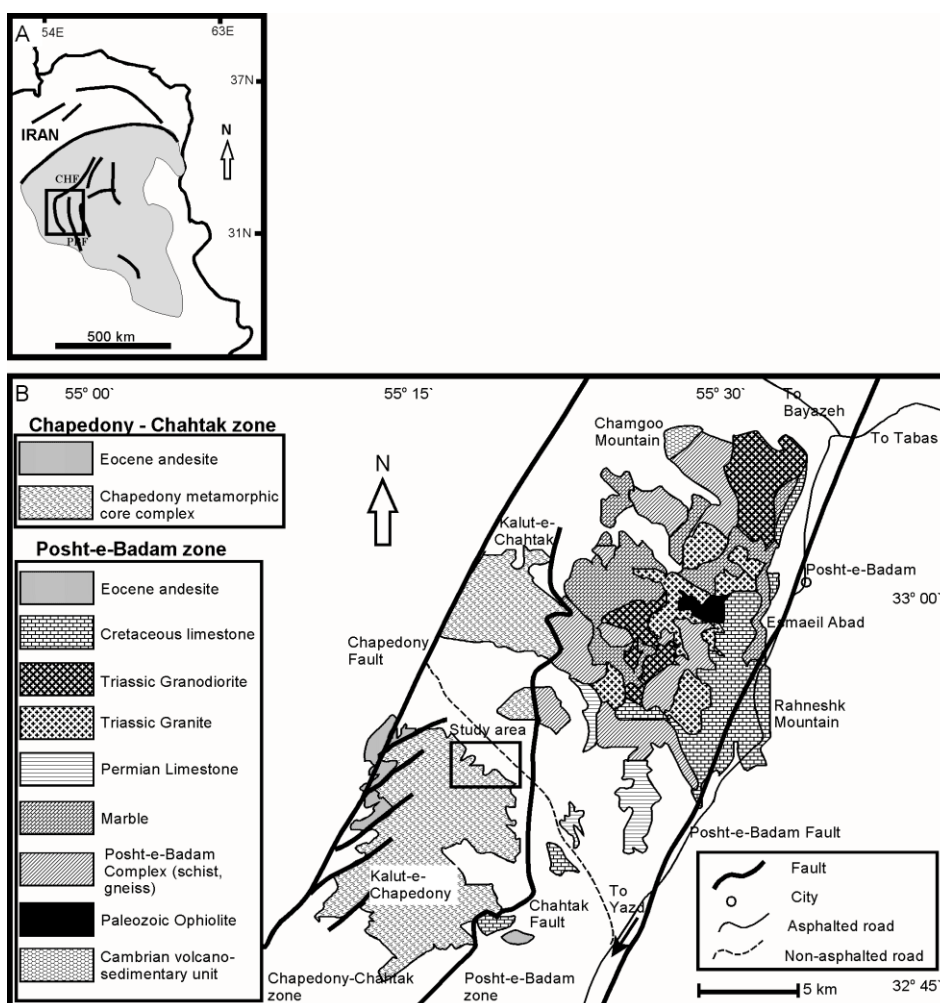 A
54E
63E
37N
IRAN
N
CHF
31N
500 km
B
55° 00`
55° 15`
55° 30`
To
Bayazeh
To Tabas
Chapedony - Chahtak zone
Eocene andesite
Chapedony metamorphic
core complex
Posht-e-Badam zone
Eocene andesite
Cretaceous limestone
Triassic Granodiorite
Triassic Granite
Permian Limestone
Marble
Posht-e-Badam
Complex (schist,
gneiss)
Paleozoic Ophiolite
Cambrian volcano-
sedimentary unit
N
Chamgoo
Mountain
Kalut-e-
Chahtak
Posht-e-Badam
33° 00`
Esmaeil Abad
Chapedony
Fault
Rahneshk
Mountain
Study area
Posht-e-Badam Fault
Kalut-e-
Chapedony
Chahtak
Fault
To
Yazd
Chapedony-Chahtak
zone
Posht-e-Badam
zone
Fault
City
Asphalted road
Non-asphalted road
5 km
32° 45`